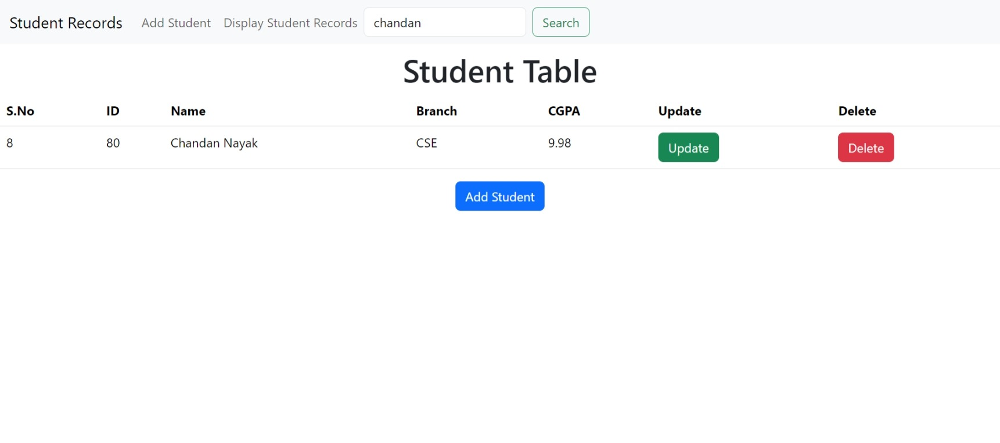 Student Records Add Student Display Student Records chandan Search
Student Table
S.No ID Name Branch CGPA Update Delete
8 80 Chandan Nayak CSE 9.98 Update Delete
Add Student